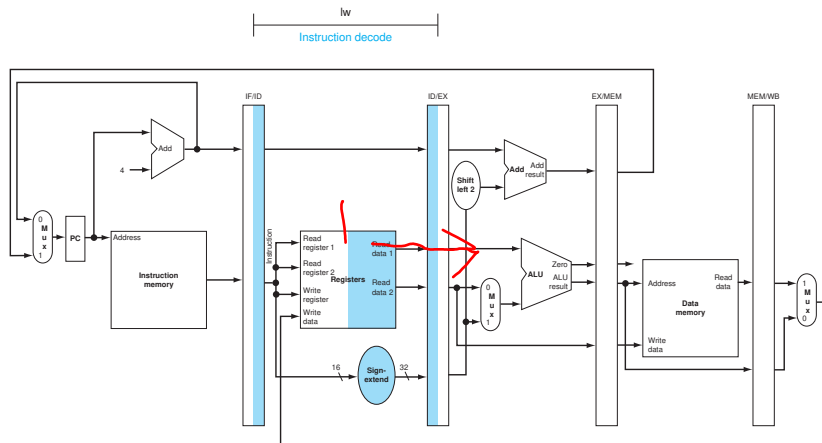 lw
Instruction decode
IF/ID
ID/EX
EX/MEM
MEM/WB
Add
4
Shift
left 2
Add
Add
result
0
M
u
x
1
PC
Address
Instruction
memory
Instruction
Read
register 1
Read
register 2
Write
register
Write
data
Registers
Read
data 1
Read
data 2
16
Sign-
extend
32
0
M
u
x
1
ALU
Zero
ALU
result
Address
Write
data
Read
data
Data
memory
1
M
u
x
0